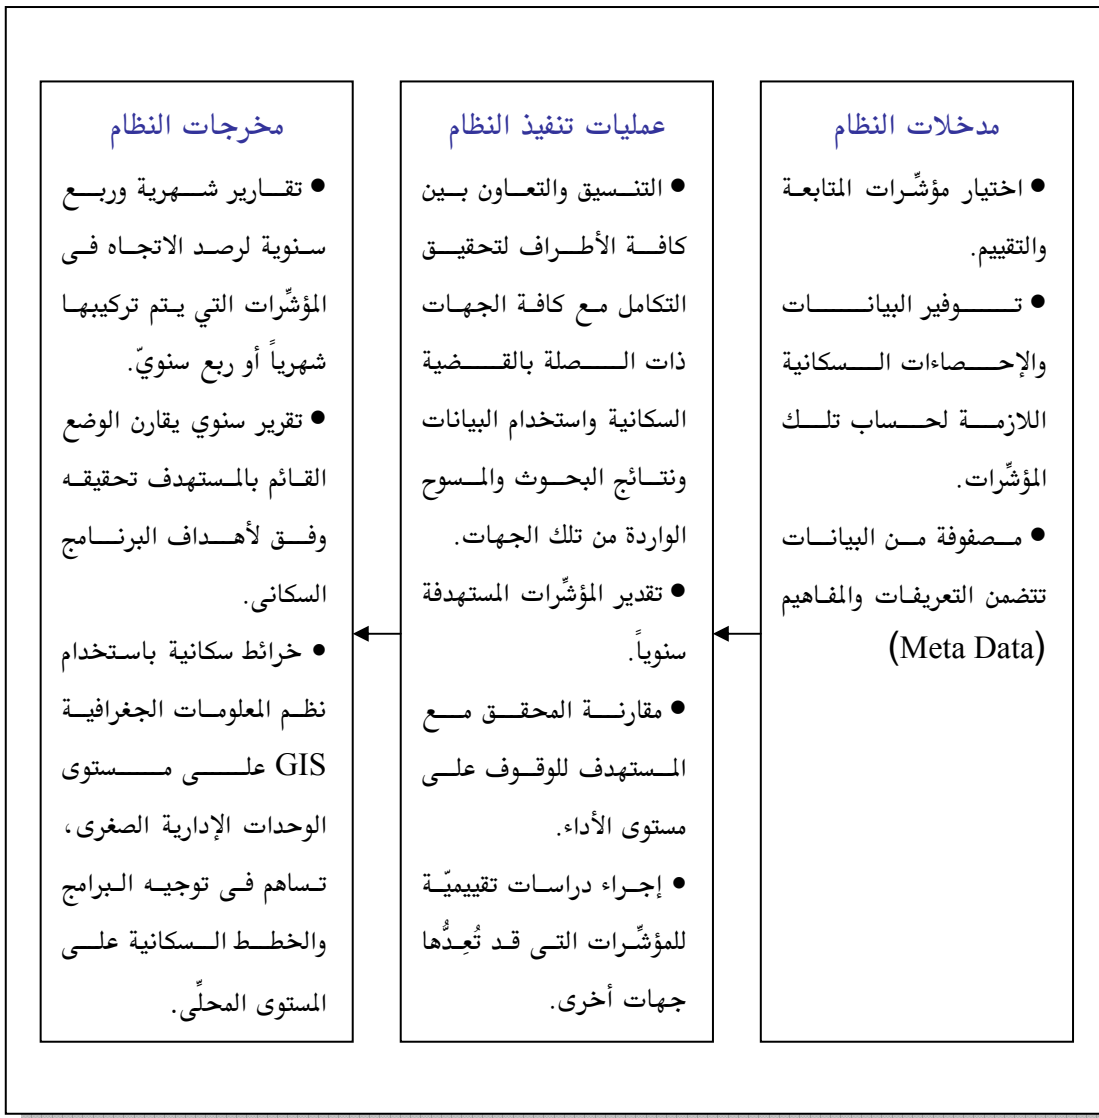 مدخلات النظام
● اختيار مؤشِّرات المتابعة
والتقييم.
● توفير البيانات
والإحصاءات السكانية
اللازمة لحساب تلك
المؤشِّرات.
● مصفوفة من البيانات
تتضمن التعريفات والمفاهيم
(Meta Data)
عمليات تنفيذ النظام
● التنسيق والتعاون بين
كافة الأطراف لتحقيق
التكامل مع كافة الجهات
ذات الصلة بالقضية
السكانية واستخدام البيانات
ونتائج البحوث والمسوح
الواردة من تلك الجهات.
● تقدير المؤشِّرات المستهدفة
سنوياً.
● مقارنة المحقق مع
المستهدف للوقوف على
مستوى الأداء.
● إجراء دراسات تقييميّة
للمؤشِّرات التى قد تُعِدُّها
جهات أخرى.
مخرجات النظام
● تقارير شهرية وربع
سنوية لرصد الاتجاه فى
المؤشِّرات التي يتم تركيبها
شهرياً أو ربع سنويّ.
● تقرير سنوي يقارن الوضع
القائم بالمستهدف تحقيقه
وفق لأهداف البرنامج
السكانى.
● خرائط سكانية باستخدام
نظم المعلومات الجغرافية
GIS على مستوى
الوحدات الإدارية الصغرى،
تساهم فى توجيه البرامج
والخطط السكانية على
المستوى المحلِّى.